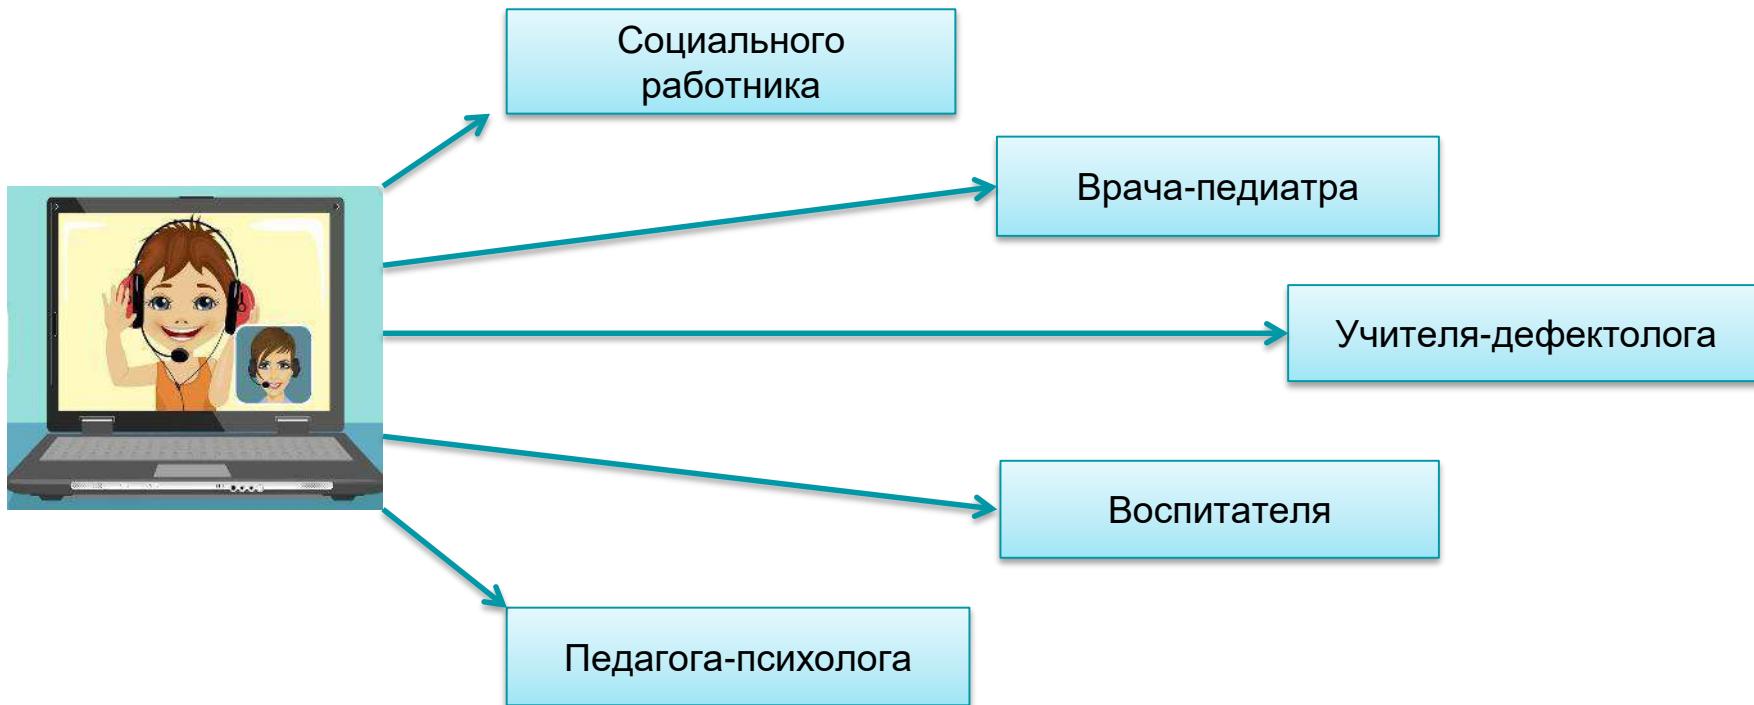 Социального
работника
Врача-педиатра
Учителя-дефектолога
Воспитателя
Педагога-психолога